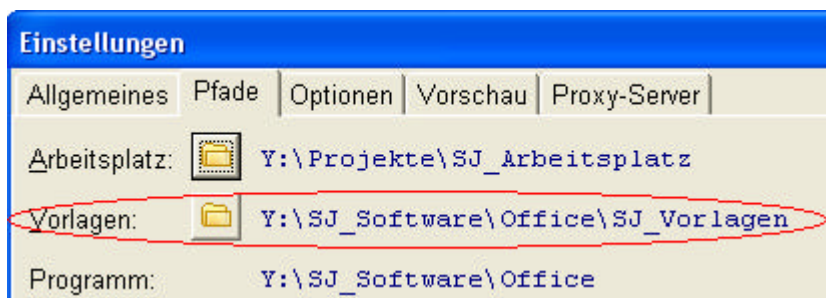 Einstellungen
Allgemeines Pfade Optionen Vorschau Proxy-Server
Arbeitsplatz: Y:\Projekte\SJ_Arbeitsplatz
Vorlagen: Y:\SJ_Software\Office\SJ_Vorlagen
Programm: Y:\SJ_Software\Office